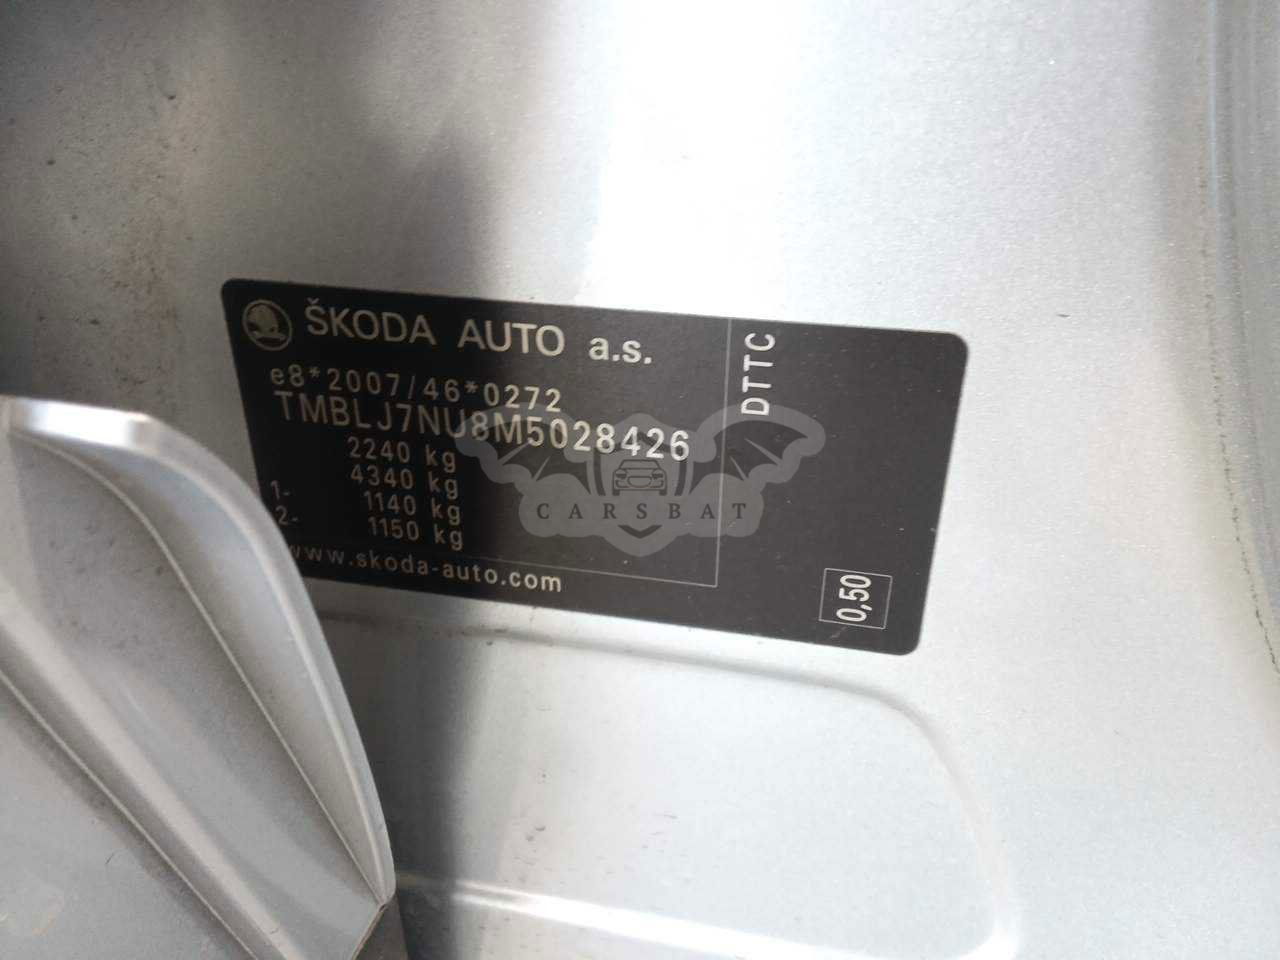 ŠKODA AUTO a.s.
e8*2007/46*0272
TMBLJ7NU8M5028426
2240 kg
4340 kg
1- 1140 kg
2- 1150 kg
www.skoda-auto.com
DTTC
0,50
CARSBAT